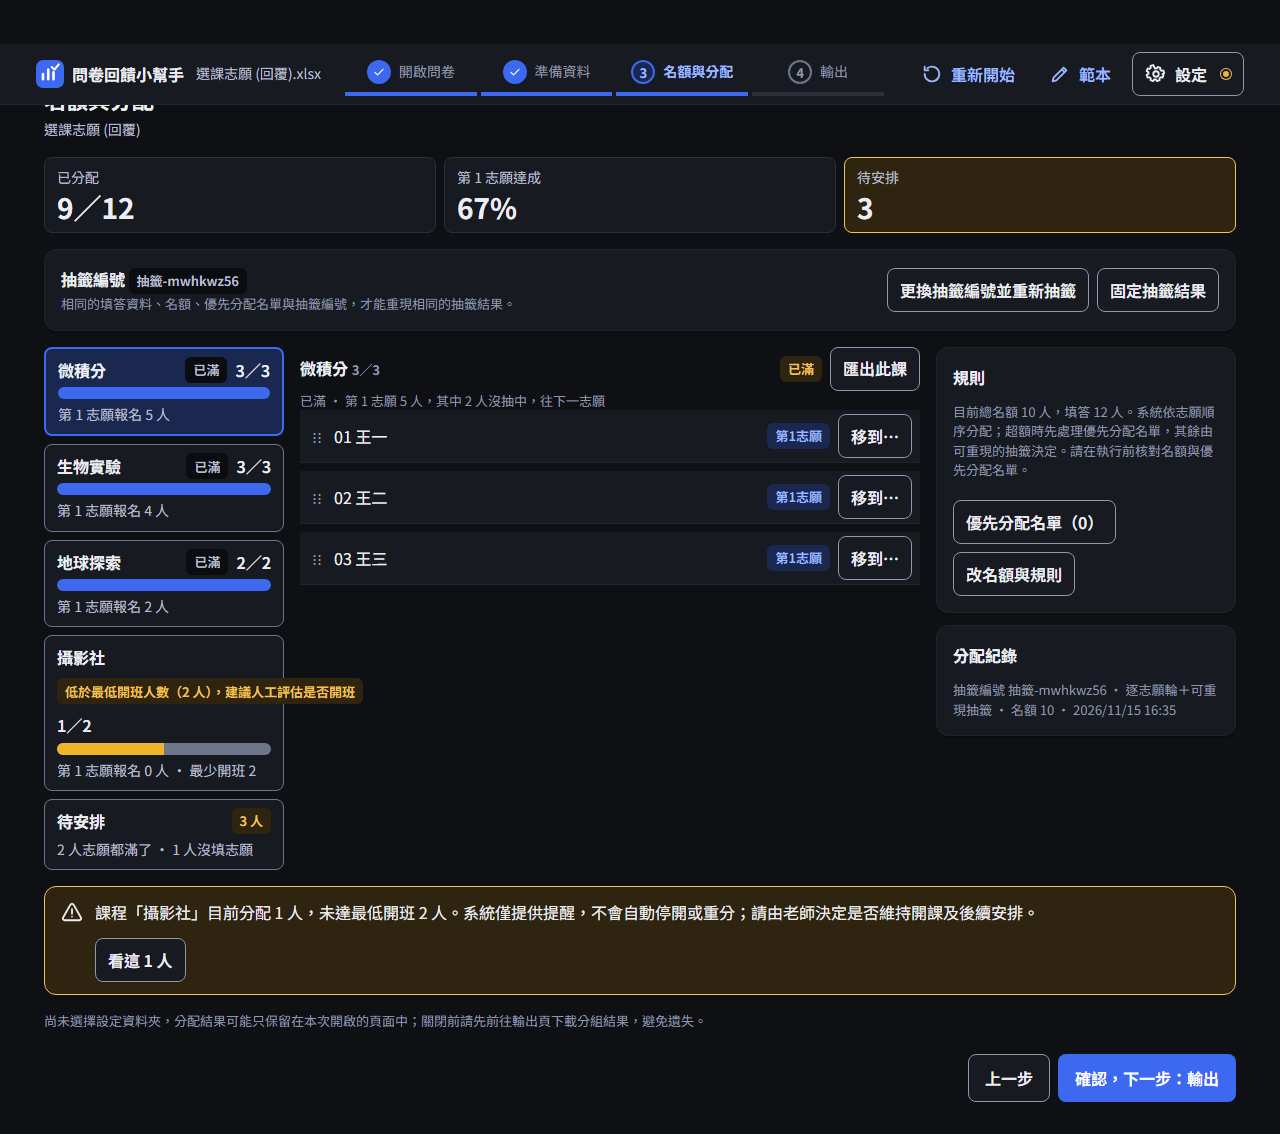 問卷回饋小幫手 選課志願 (回覆).xlsx 開啟問卷 準備資料 3 名額與分配 4 輸出 重新開始 範本 設定
名額與分配
選課志願 (回覆)
已分配
9／12
第 1 志願達成
67%
待安排
3
抽籤編號 抽籤-mwhkwz56
相同的填答資料、名額、優先分配名單與抽籤編號，才能重現相同的抽籤結果。
更換抽籤編號並重新抽籤 固定抽籤結果
微積分 已滿 3／3
第 1 志願報名 5 人
生物實驗 已滿 3／3
第 1 志願報名 4 人
地球探索 已滿 2／2
第 1 志願報名 2 人
攝影社
低於最低開班人數（2 人），建議人工評估是否開班
1／2
第 1 志願報名 0 人 · 最少開班 2
待安排 3 人
2 人志願都滿了 · 1 人沒填志願
微積分 3／3 已滿 匯出此課
已滿 · 第 1 志願 5 人，其中 2 人沒抽中，往下一志願
01 王一 第1志願 移到⋯
02 王二 第1志願 移到⋯
03 王三 第1志願 移到⋯
規則
目前總名額 10 人，填答 12 人。系統依志願順
序分配；超額時先處理優先分配名單，其餘由
可重現的抽籤決定。請在執行前核對名額與優
先分配名單。
優先分配名單（0）
改名額與規則
分配紀錄
抽籤編號 抽籤-mwhkwz56 · 逐志願輪＋可重
現抽籤 · 名額 10 · 2026/11/15 16:35
課程「攝影社」目前分配 1 人，未達最低開班 2 人。系統僅提供提醒，不會自動停開或重分；請由老師決定是否維持開課及後續安排。
看這 1 人
尚未選擇設定資料夾，分配結果可能只保留在本次開啟的頁面中；關閉前請先前往輸出頁下載分組結果，避免遺失。
上一步 確認，下一步：輸出